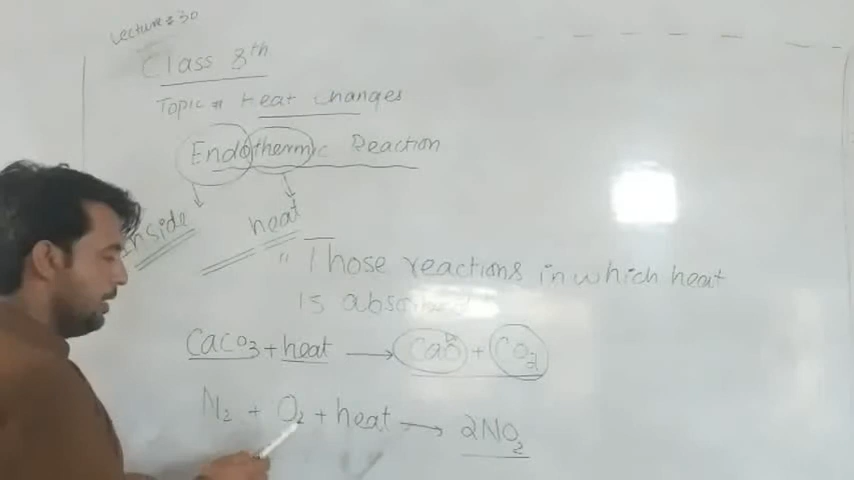 Lecture # 30
Class 8th
Topic # Heat Changes
Endothermic Reaction
inside heat
" Those reactions in which heat
is absorbed
CaCO3 + heat → CaO + CO2
N2 + O2 + heat → 2NO2